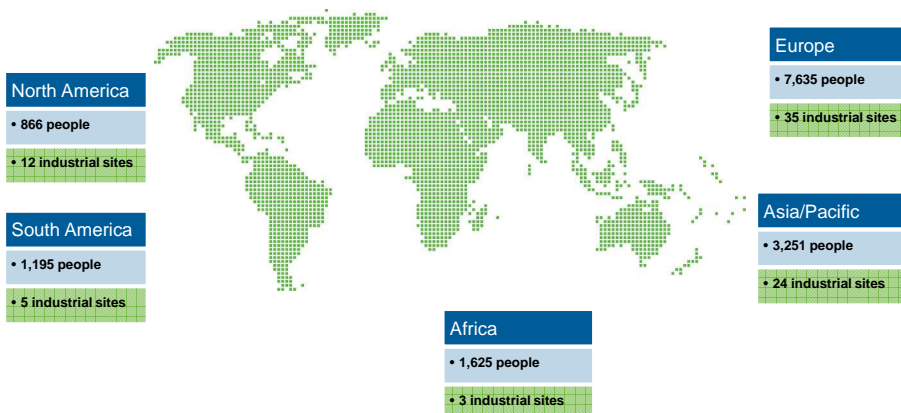 North America
• 866 people
• 12 industrial sites
South America
• 1,195 people
• 5 industrial sites
Africa
• 1,625 people
• 3 industrial sites
Europe
• 7,635 people
• 35 industrial sites
Asia/Pacific
• 3,251 people
• 24 industrial sites